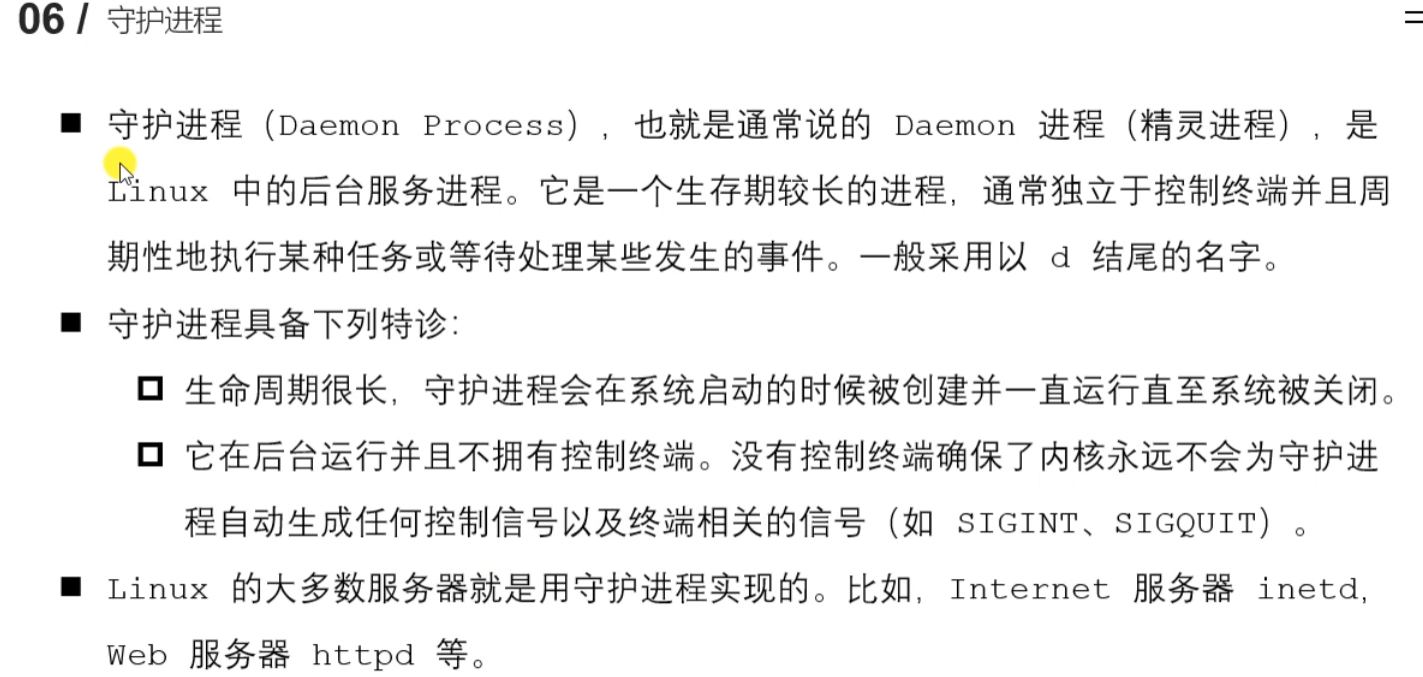 06 / 守护进程
■ 守护进程（Daemon Process），也就是通常说的 Daemon 进程（精灵进程），是
Linux 中的后台服务进程。它是一个生存期较长的进程，通常独立于控制终端并且周
期性地执行某种任务或等待处理某些发生的事件。一般采用以 d 结尾的名字。
■ 守护进程具备下列特诊：
生命周期很长，守护进程会在系统启动的时候被创建并一直运行直至系统被关闭。
它在后台运行并且不拥有控制终端。没有控制终端确保了内核永远不会为守护进
程自动生成任何控制信号以及终端相关的信号（如 SIGINT、SIGQUIT）。
■ Linux 的大多数服务器就是用守护进程实现的。比如，Internet 服务器 inetd，
Web 服务器 httpd 等。